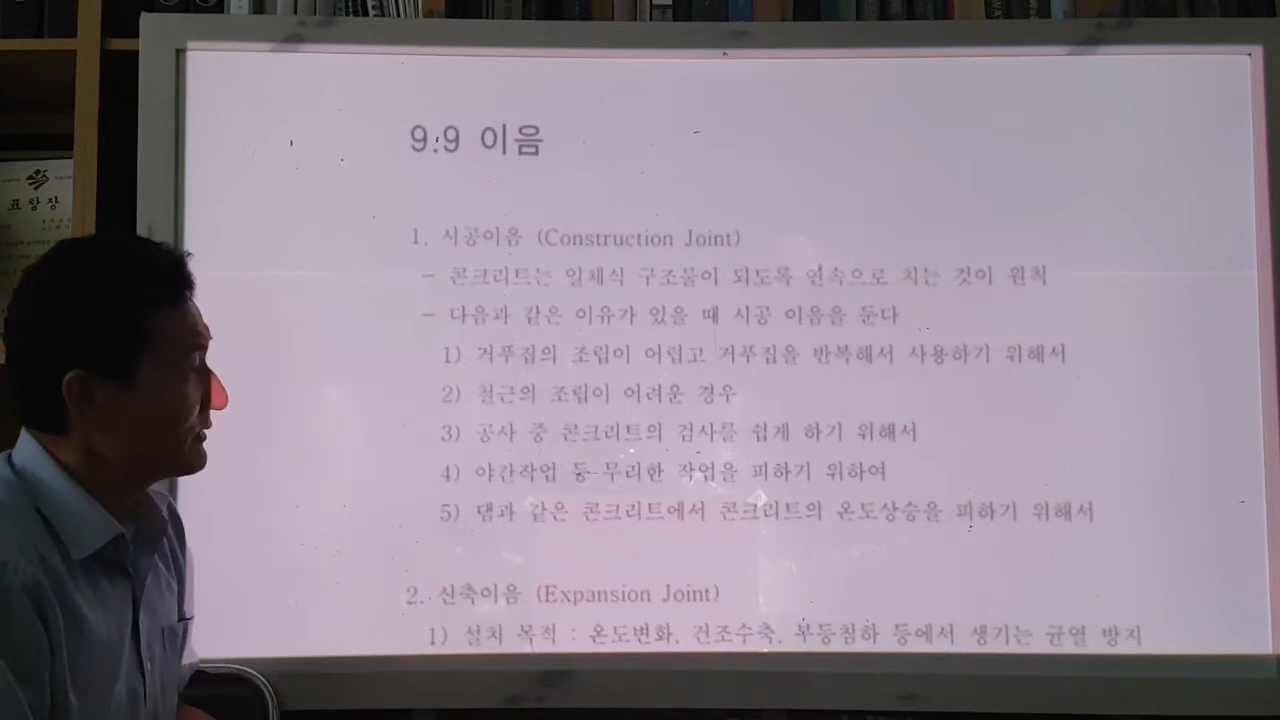 표창장
9.9 이음
1. 시공이음 (Construction Joint)
- 콘크리트는 일체식 구조물이 되도록 연속으로 치는 것이 원칙
- 다음과 같은 이유가 있을 때 시공 이음을 둔다
1) 거푸집의 조립이 어렵고 거푸집을 반복해서 사용하기 위해서
2) 철근의 조립이 어려운 경우
3) 공사 중 콘크리트의 검사를 쉽게 하기 위해서
4) 야간작업 등 무리한 작업을 피하기 위하여
5) 댐과 같은 콘크리트에서 콘크리트의 온도상승을 피하기 위해서
2. 신축이음 (Expansion Joint)
1) 설치 목적 : 온도변화, 건조수축, 부등침하 등에서 생기는 균열 방지